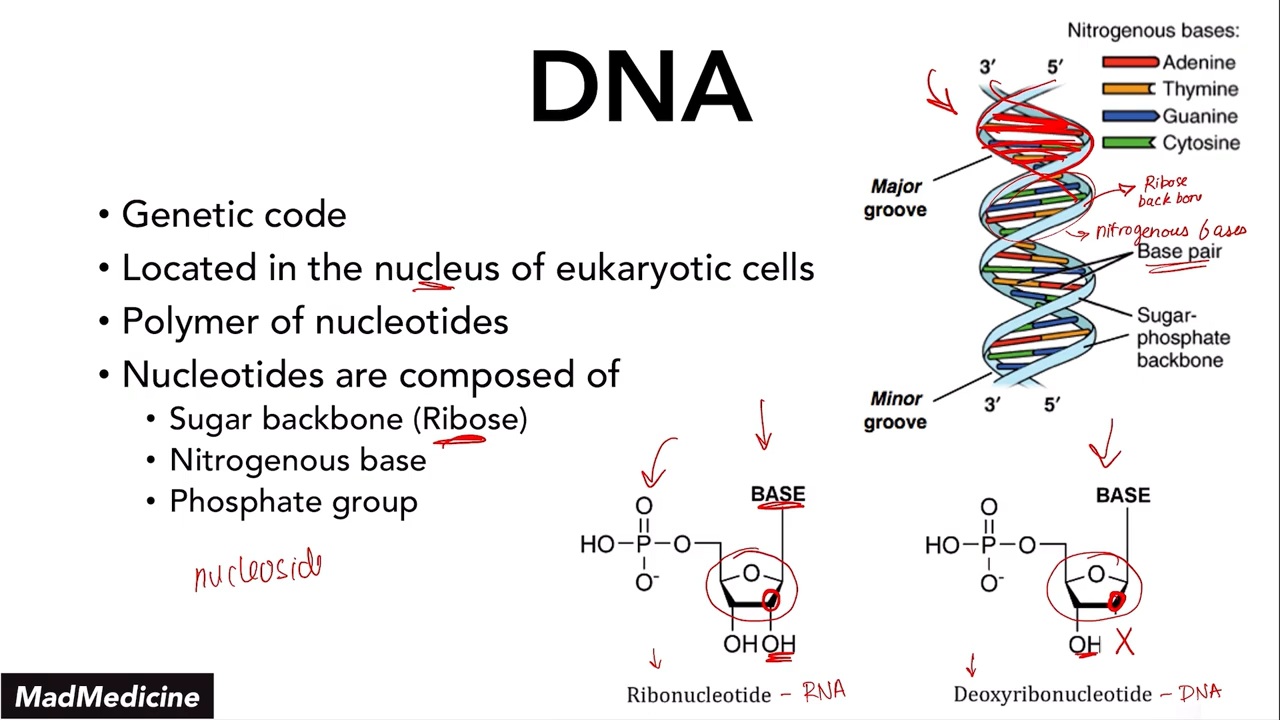 DNA
• Genetic code
• Located in the nucleus of eukaryotic cells
• Polymer of nucleotides
• Nucleotides are composed of
• Sugar backbone (Ribose)
• Nitrogenous base
• Phosphate group
nucleosid
MadMedicine
Nitrogenous bases:
Adenine
Thymine
Guanine
Cytosine
3′ 5′
Major
groove
Ribose
backbone
nitrogenous bases
Base pair
Sugar-
phosphate
backbone
Minor
groove
3′ 5′
BASE
O
HO P O
O
O-
OH OH
Ribonucleotide - RNA
BASE
O
HO P O
O
O-
OH X
Deoxyribonucleotide - DNA